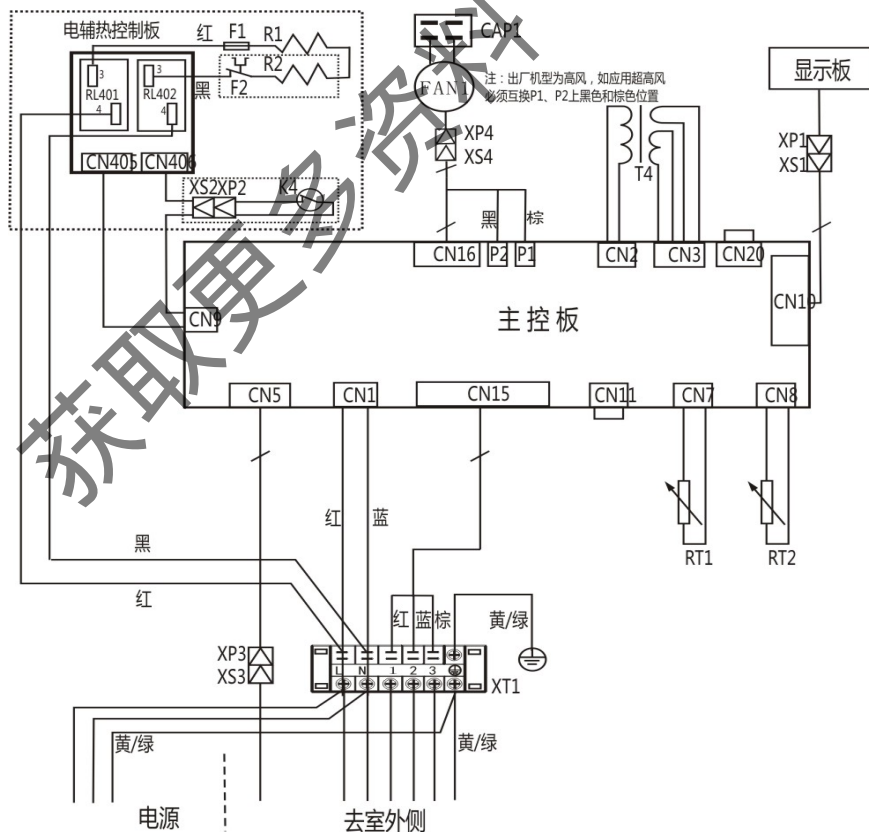 电辅热控制板
红
F1
R1
CAP1
3
RL401
4
3
RL402
4
黑
F2
R2
FAN1
注：出厂机型为高风，如应用超高风
必须互换P1、P2上黑色和棕色位置
显示板
CN405
CN406
XP4
XS4
T4
XP1
XS1
XS2XP2
K4
黑
棕
CN16
P2
P1
CN2
CN3
CN20
CN9
主控板
CN10
CN5
CN1
CN15
CN11
CN7
CN8
红
蓝
RT1
RT2
黑
红
红
蓝
棕
黄/绿
XP3
XS3
L
N
1
2
3
XT1
黄/绿
黄/绿
电源
去室外侧
获取更多资料